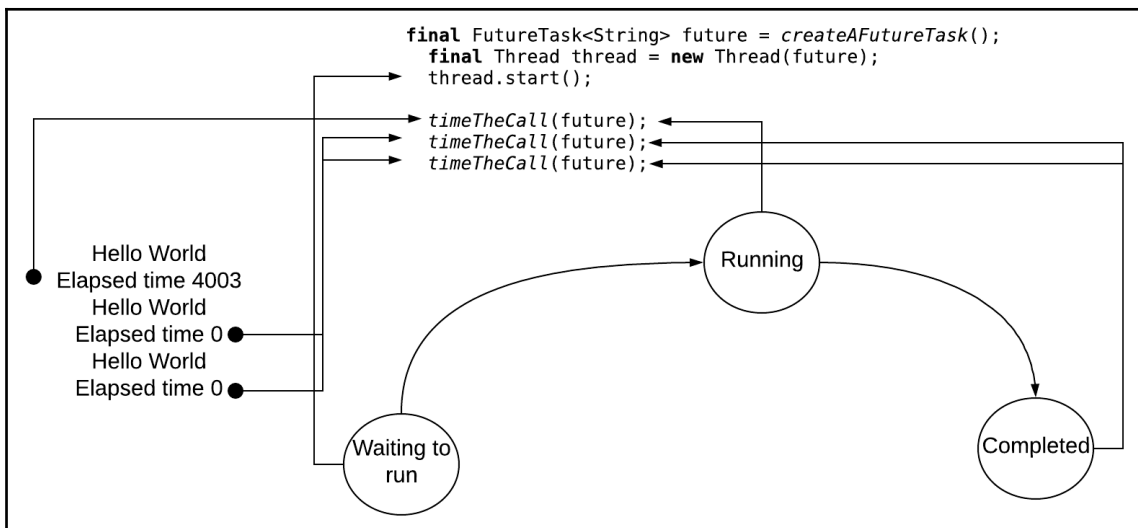 final FutureTask<String> future = createAFutureTask();
final Thread thread = new Thread(future);
thread.start();
timeTheCall(future);
timeTheCall(future);
timeTheCall(future);
Hello World
Elapsed time 4003
Hello World
Elapsed time 0
Hello World
Elapsed time 0
Running
Waiting to
run
Completed